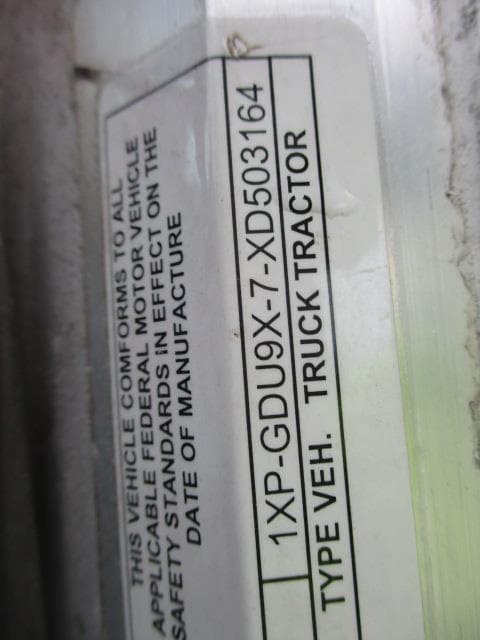 THIS VEHICLE COMFORMS TO ALL
APPLICABLE FEDERAL MOTOR VEHICLE
SAFETY STANDARDS iN EFFECT ON THE
DATE OF MANUFACTURE
1XP-GDU9X-7-XD503164
TYPE VEH. TRUCK TRACTOR